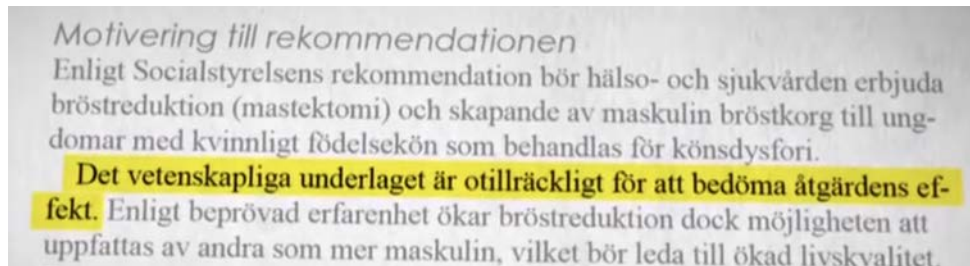 Motivering till rekommendationen
Enligt Socialstyrelsens rekommendation bör hälso- och sjukvården erbjuda
bröstreduktion (mastektomi) och skapande av maskulin bröstkorg till ung-
domar med kvinnligt födelsekön som behandlas för könsdysfori.
Det vetenskapliga underlaget är otillräckligt för att bedöma åtgärdens ef-
fekt. Enligt beprövad erfarenhet ökar bröstreduktion dock möjligheten att
uppfattas av andra som mer maskulin, vilket bör leda till ökad livskvalitet.